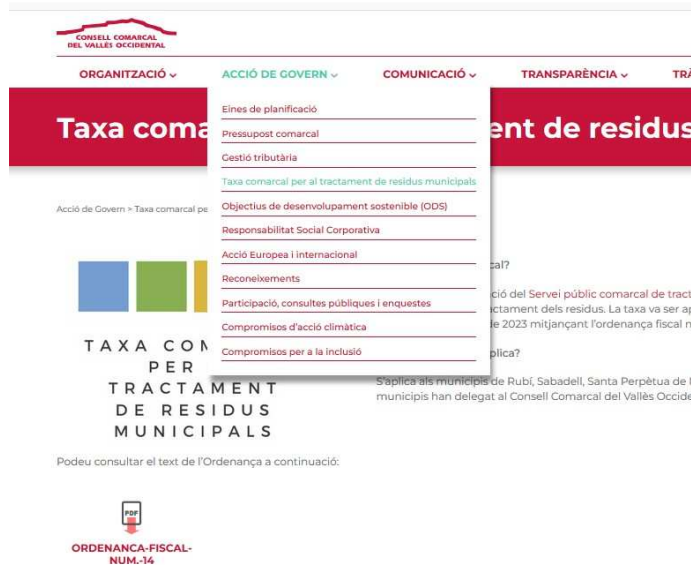 CONSELL COMARCAL
DEL VALLÈS OCCIDENTAL
ORGANITZACIÓ
ACCIÓ DE GOVERN
COMUNICACIÓ
TRANSPARÈNCIA
TRÀ
Taxa coma
ent de residus
Eines de planificació
Pressupost comarcal
Gestió tributària
Taxa comarcal per al tractament de residus municipals
Objectius de desenvolupament sostenible (ODS)
Responsabilitat Social Corporativa
Acció Europea i internacional
Reconeixements
Participació, consultes públiques i enquestes
Compromisos d'acció climàtica
Compromisos per a la inclusió
Acció de Govern > Taxa comarcal pe
TAXA COM
PER
TRACTAMENT
DE RESIDUS
MUNICIPALS
Podeu consultar el text de l'Ordenança a continuació:
PDF
ORDENANCA-FISCAL-
NUM.-14
cal?
ció del Servei públic comarcal de tract
ctament dels residus. La taxa va ser ap
de 2023 mitjançant l'ordenança fiscal n
plica?
S'aplica als municipis de Rubí, Sabadell, Santa Perpètua de
municipis han delegat al Consell Comarcal del Vallès Occide